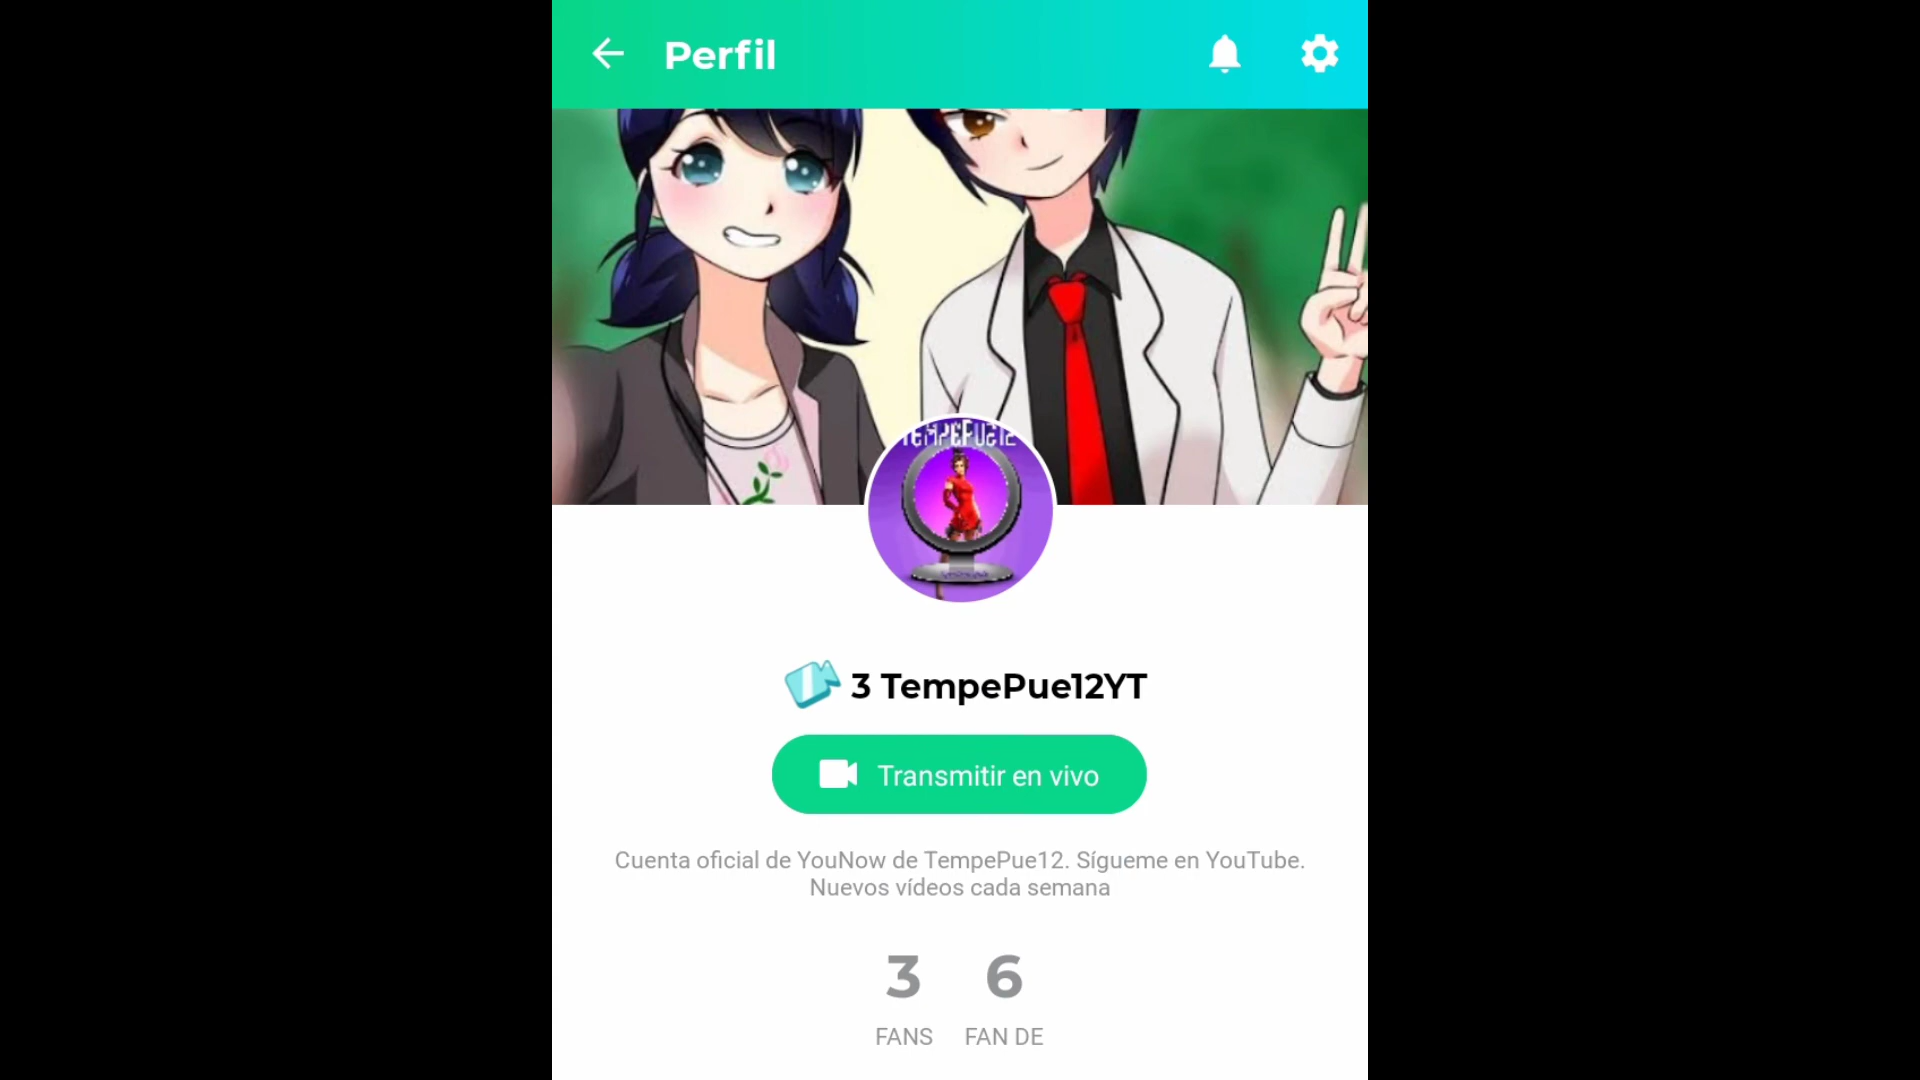 Perfil
TEMPEPUE12
3 TempePue12YT
Transmitir en vivo
Cuenta oficial de YouNow de TempePue12. Sígueme en YouTube.
Nuevos vídeos cada semana
3 6
FANS FAN DE